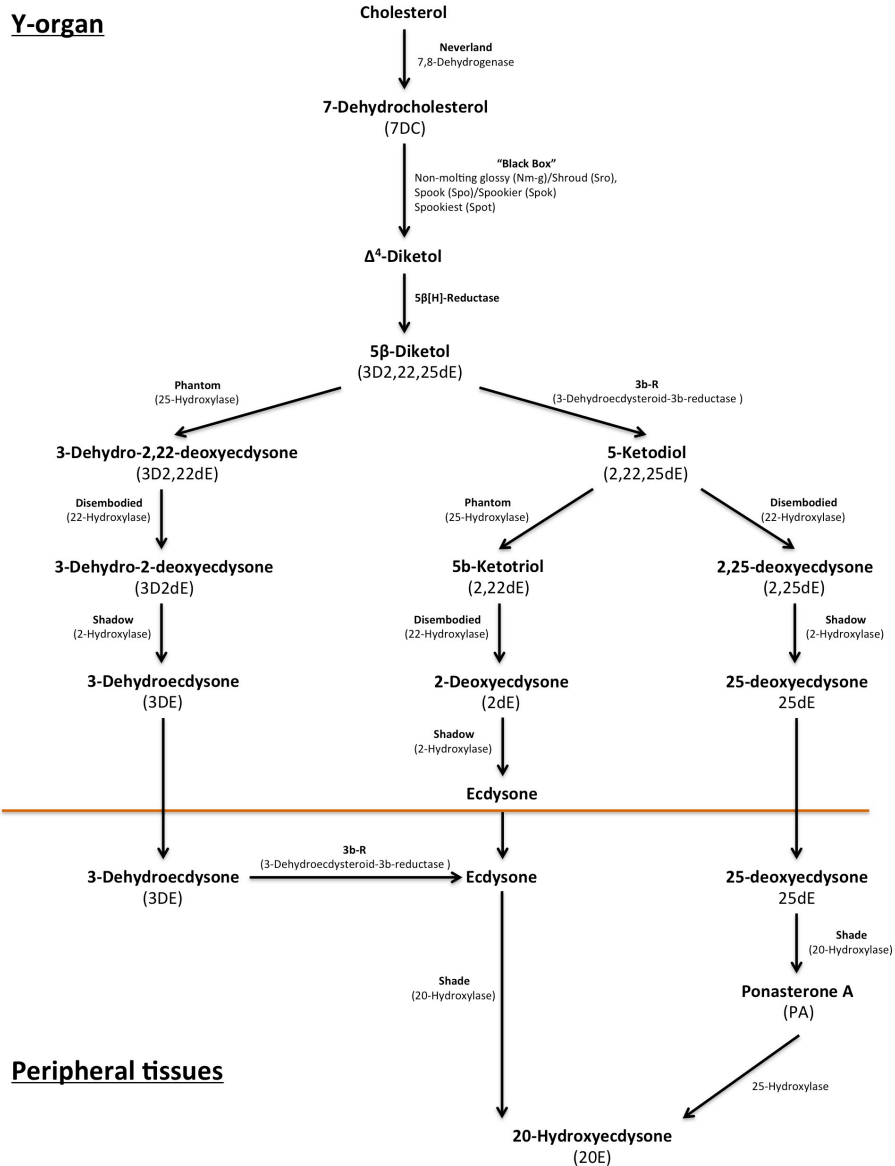 Y-organ
Cholesterol
Neverland
7,8-Dehydrogenase
7-Dehydrocholesterol
(7DC)
“Black Box”
Non-molting glossy (Nm-g)/Shroud (Sro),
Spook (Spo)/Spookier (Spok)
Spookiest (Spot)
Δ⁴-Diketol
5β[H]-Reductase
5β-Diketol
(3D2,22,25dE)
Phantom
(25-Hydroxylase)
3b-R
(3-Dehydroecdysteroid-3b-reductase )
3-Dehydro-2,22-deoxyecdysone
(3D2,22dE)
5-Ketodiol
(2,22,25dE)
Disembodied
(22-Hydroxylase)
Phantom
(25-Hydroxylase)
Disembodied
(22-Hydroxylase)
3-Dehydro-2-deoxyecdysone
(3D2dE)
5b-Ketotriol
(2,22dE)
2,25-deoxyecdysone
(2,25dE)
Shadow
(2-Hydroxylase)
Disembodied
(22-Hydroxylase)
Shadow
(2-Hydroxylase)
3-Dehydroecdysone
(3DE)
2-Deoxyecdysone
(2dE)
25-deoxyecdysone
25dE
Shadow
(2-Hydroxylase)
Ecdysone
3-Dehydroecdysone
(3DE)
3b-R
(3-Dehydroecdysteroid-3b-reductase )
Ecdysone
25-deoxyecdysone
25dE
Shade
(20-Hydroxylase)
Shade
(20-Hydroxylase)
Ponasterone A
(PA)
Peripheral tissues
25-Hydroxylase
20-Hydroxyecdysone
(20E)